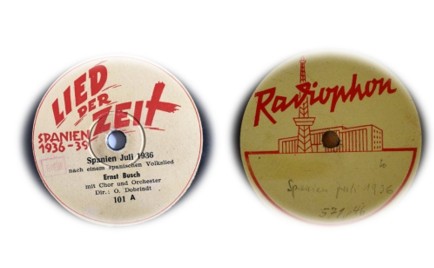 LIED
DER
ZEIT
SPANIEN
1936-39
Spanien Juli 1936
nach einem spanischen Volkslied
Ernst Busch
mit Chor und Orchester
Dir.: O. Dobrindt
101 A
Radiophon
Spanien Juli 1936